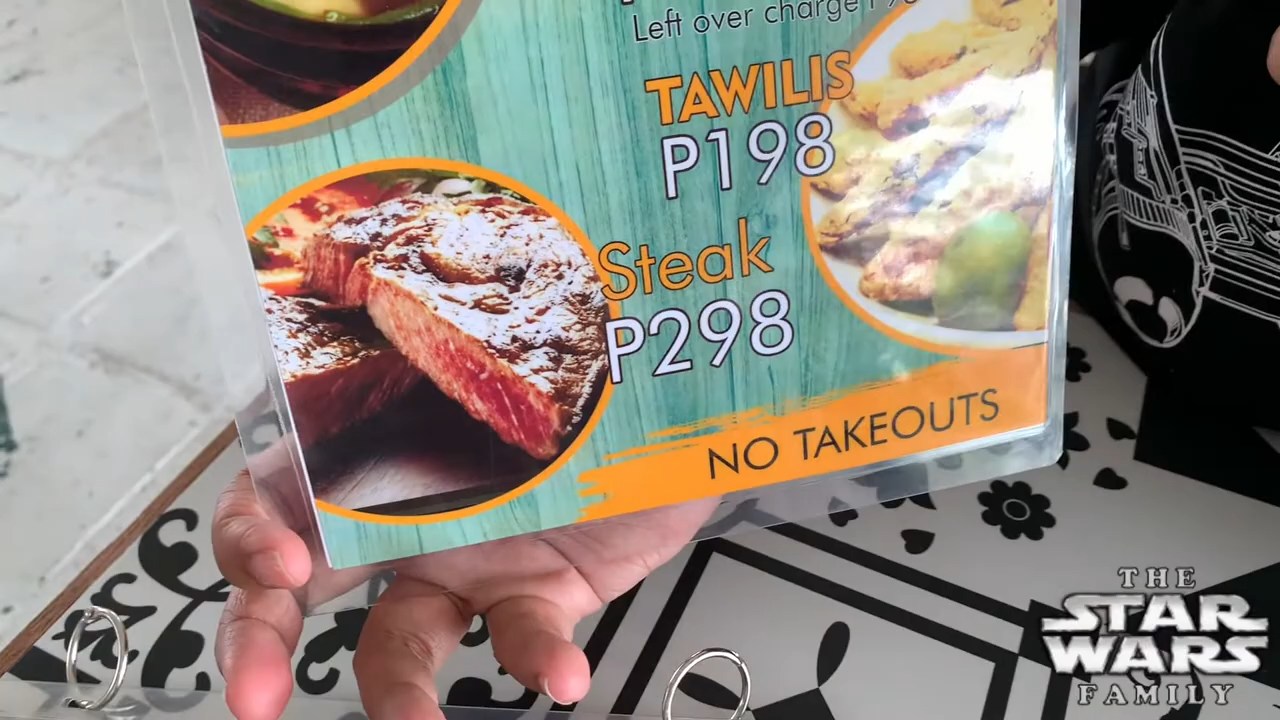 Left over charge
TAWILIS
P198
Steak
P298
NO TAKEOUTS
THE
STAR
WARS
FAMILY